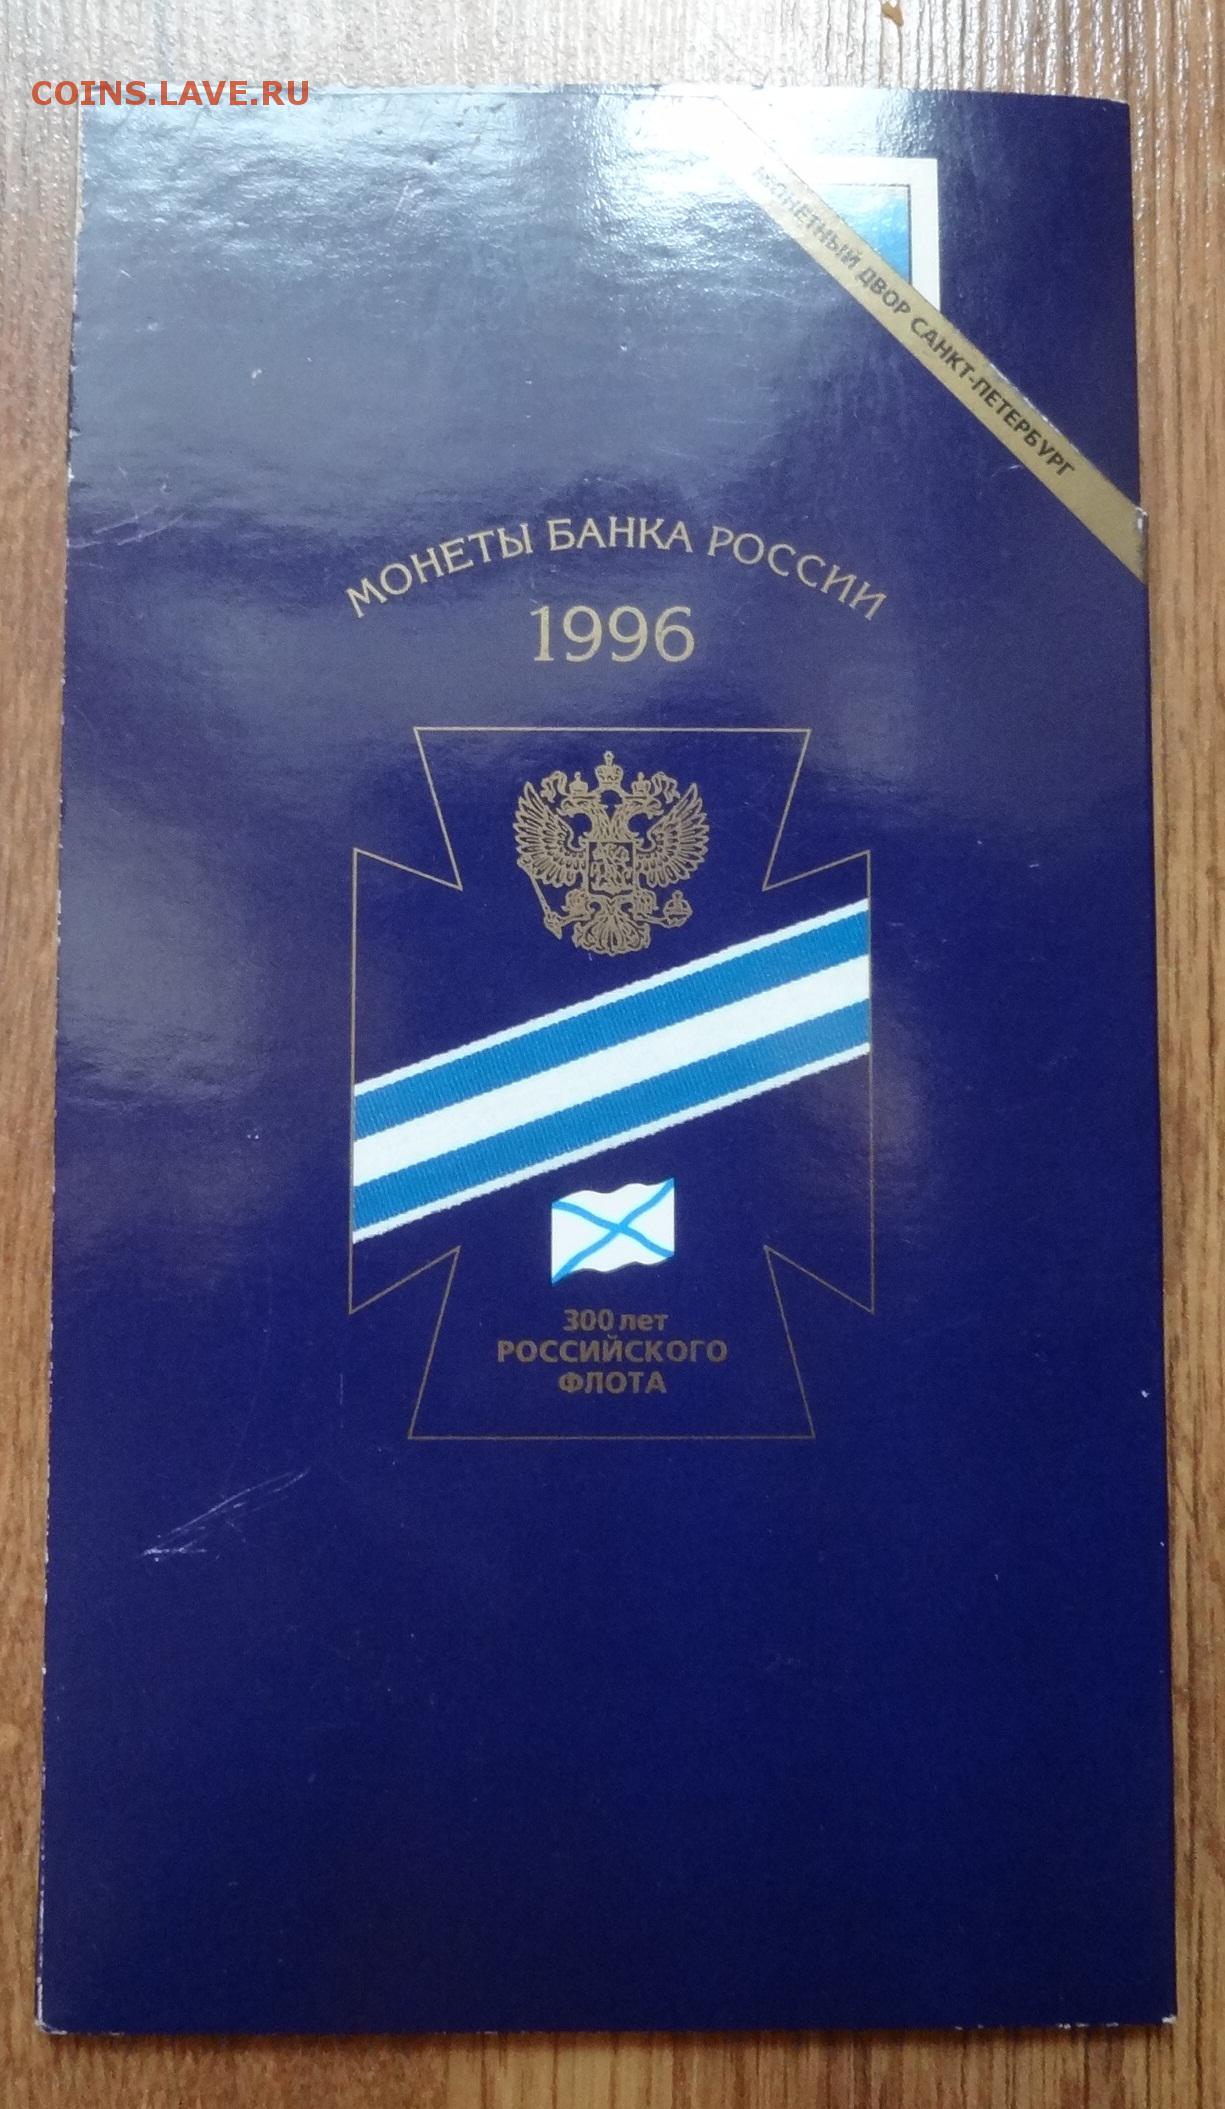 COINS.LAVE.RU
МОНЕТНЫЙ ДВОР САНКТ-ПЕТЕРБУРГ
МОНЕТЫ БАНКА РОССИИ
1996
300 лет
РОССИЙСКОГО
ФЛОТА